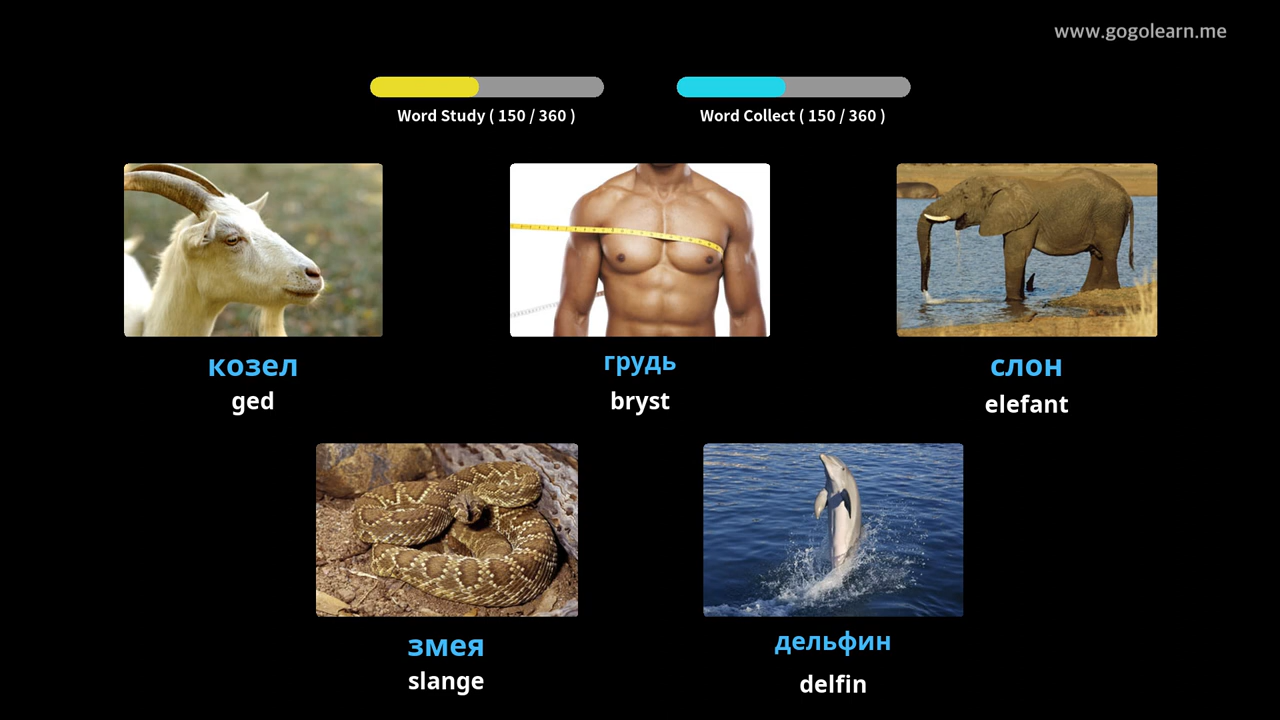 www.gogolearn.me
Word Study ( 150 / 360 )
Word Collect ( 150 / 360 )
козел
ged
грудь
bryst
слон
elefant
змея
slange
дельфин
delfin